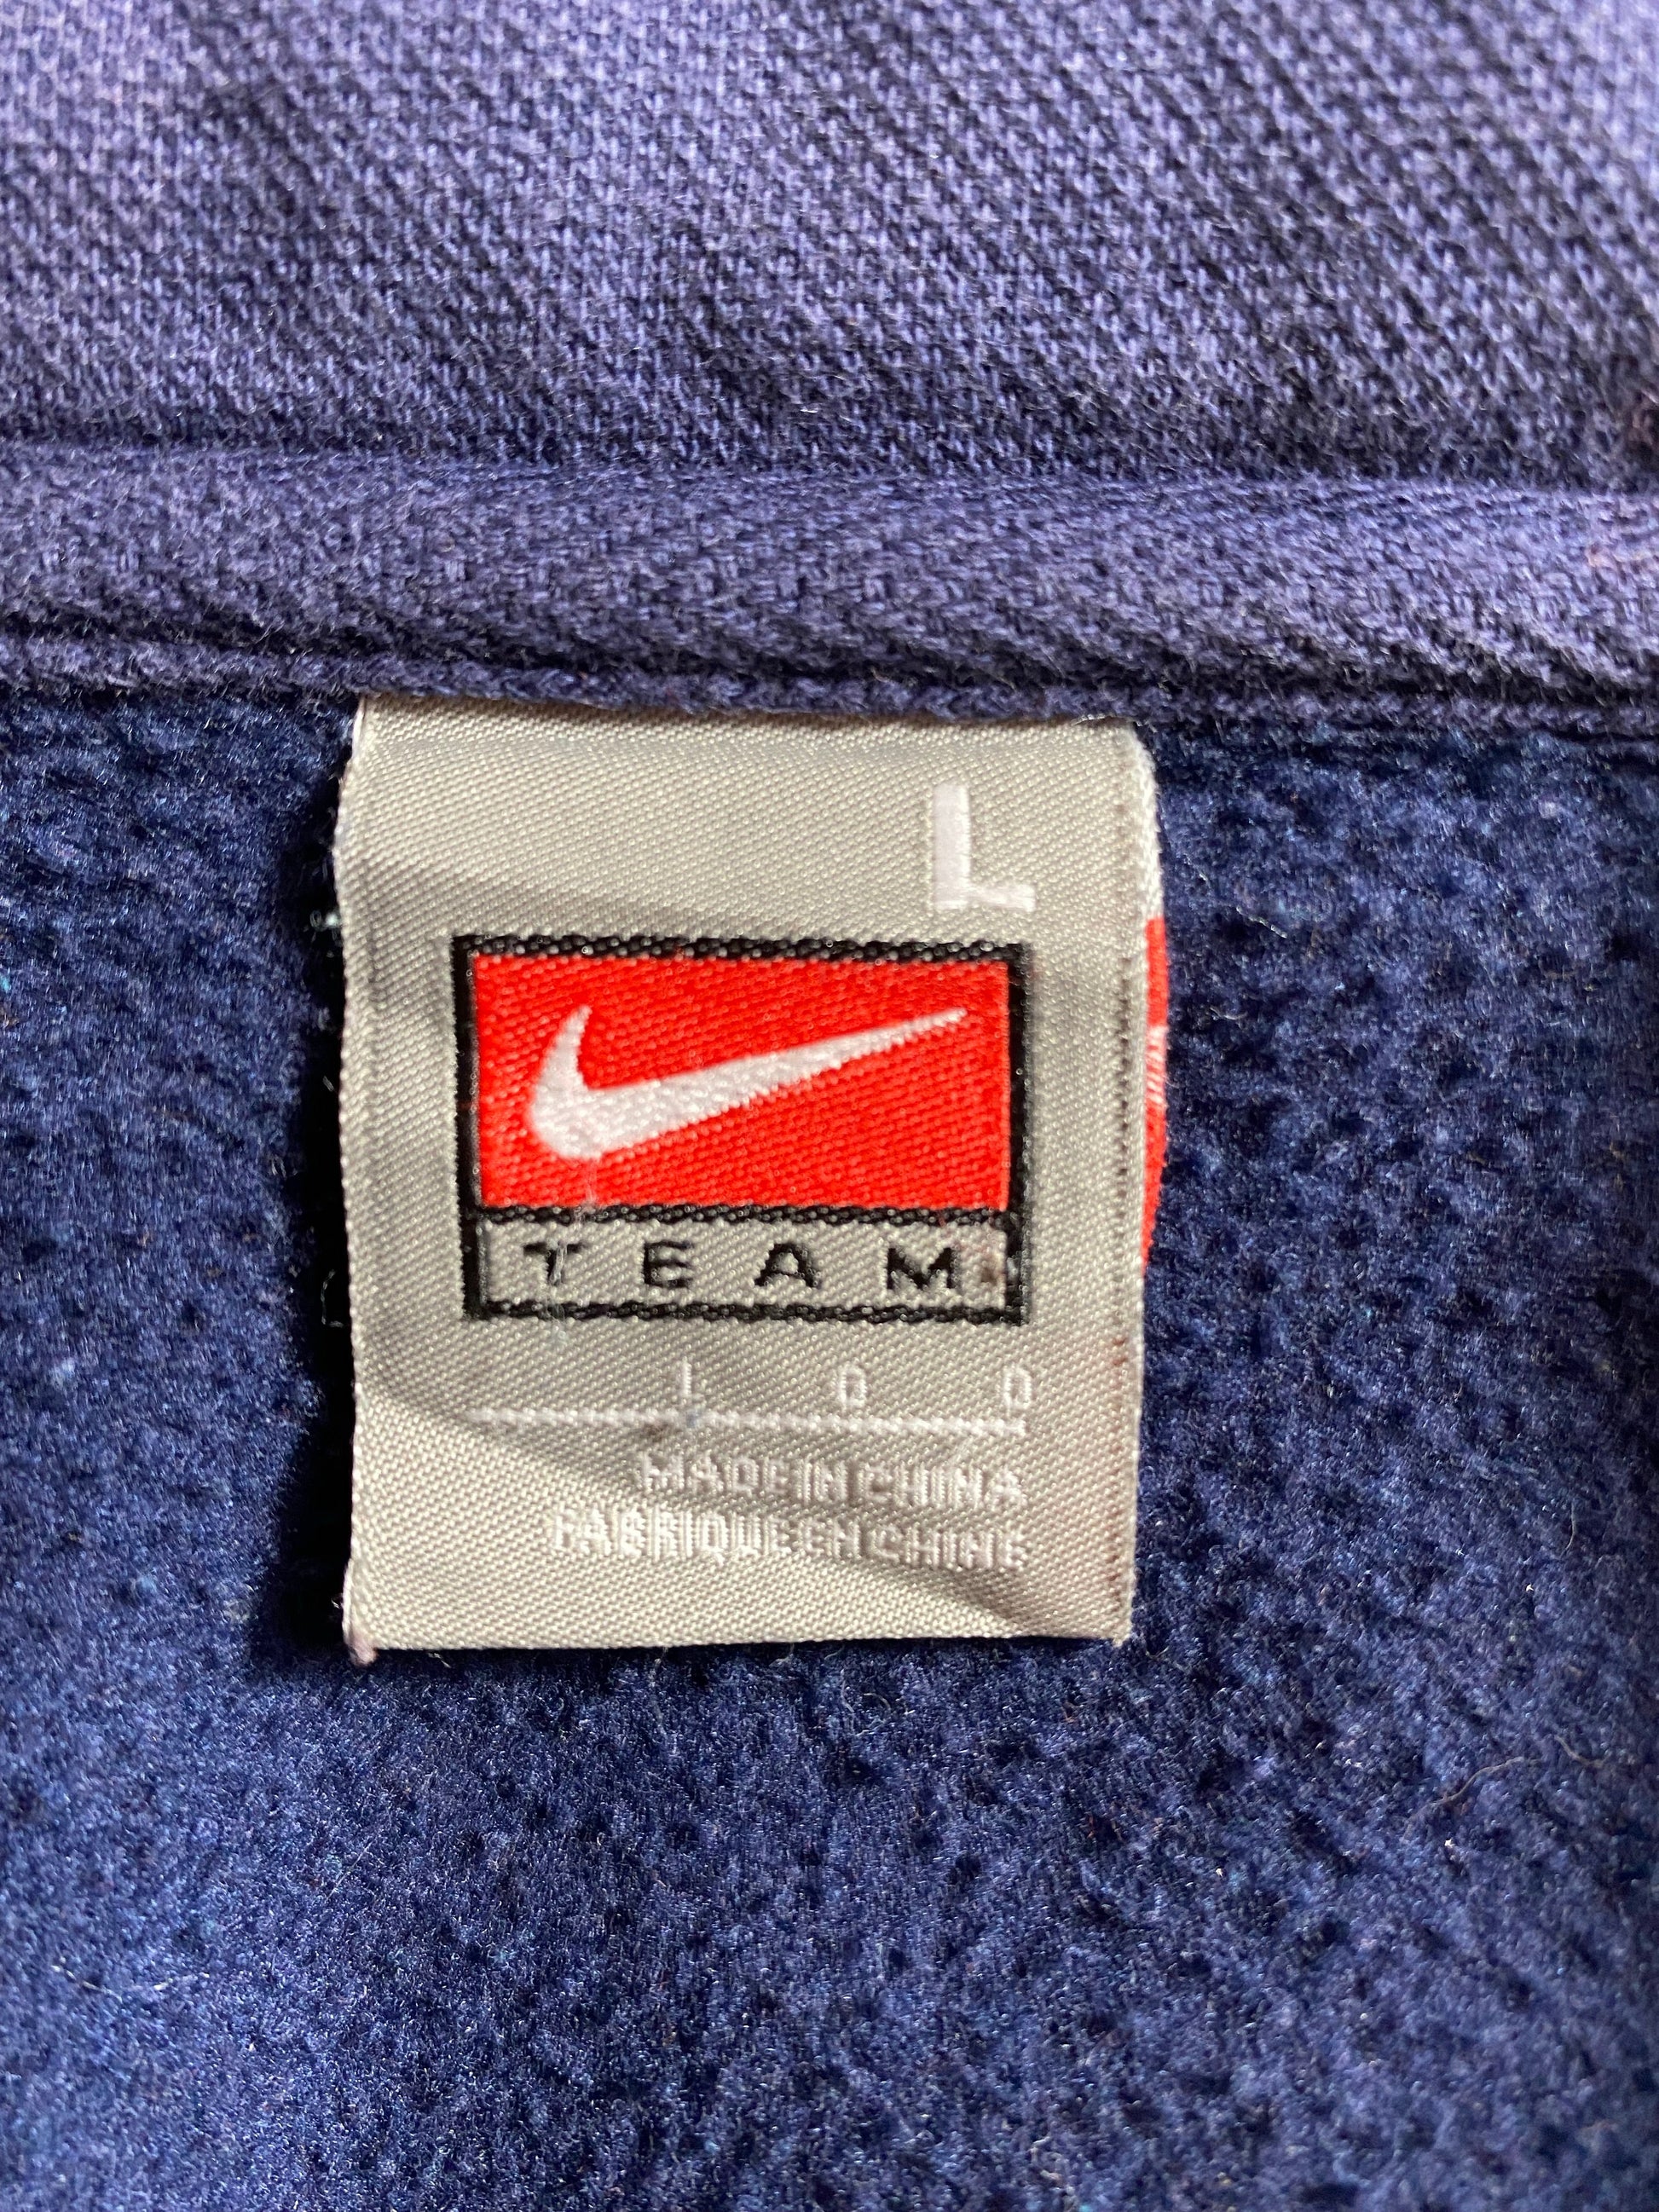 L
TEAM
L G G
MADE IN CHINA
FABRIQUE EN CHINE